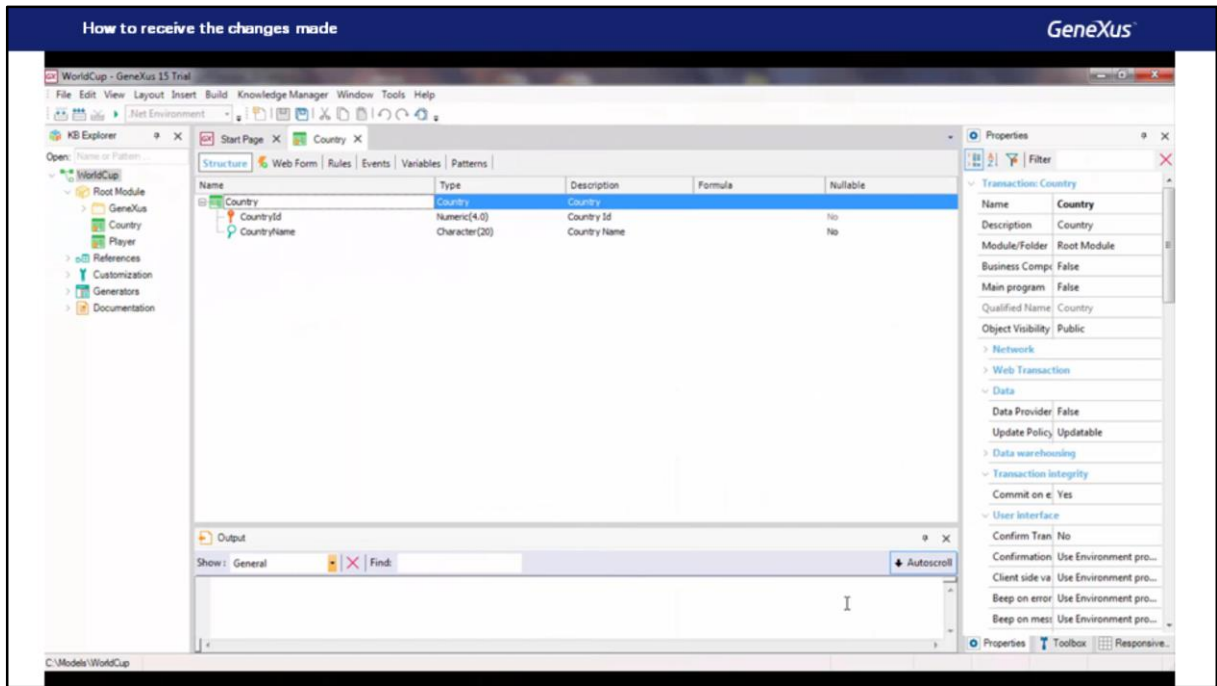 How to receive the changes made
GeneXus
WorldCup - GeneXus 15 Trial
File Edit View Layout Insert Build Knowledge Manager Window Tools Help
.Net Environment
KB Explorer
Open: Name or Pattern ...
WorldCup
Root Module
GeneXus
Country
Player
References
Customization
Generators
Documentation
Start Page Country
Structure Web Form Rules Events Variables Patterns
Name Type Description Formula Nullable
Country Country Country
CountryId Numeric(4.0) Country Id No
CountryName Character(20) Country Name No
Output
Show: General Find: Autoscroll
Properties
Filter
Transaction: Country
Name Country
Description Country
Module/Folder Root Module
Business Compo False
Main program False
Qualified Name Country
Object Visibility Public
Network
Web Transaction
Data
Data Provider False
Update Policy Updatable
Data warehousing
Transaction integrity
Commit on e Yes
User interface
Confirm Tran No
Confirmation Use Environment pro...
Client side va Use Environment pro...
Beep on error Use Environment pro...
Beep on mess Use Environment pro...
Properties Toolbox Responsive...
C:\Models\WorldCup